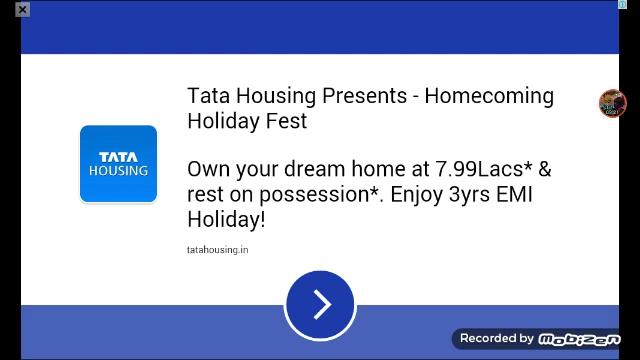 Tata Housing Presents - Homecoming
Holiday Fest
TATA
HOUSING
Own your dream home at 7.99Lacs* &
rest on possession*. Enjoy 3yrs EMI
Holiday!
tatahousing.in
Recorded by MOBIZEN